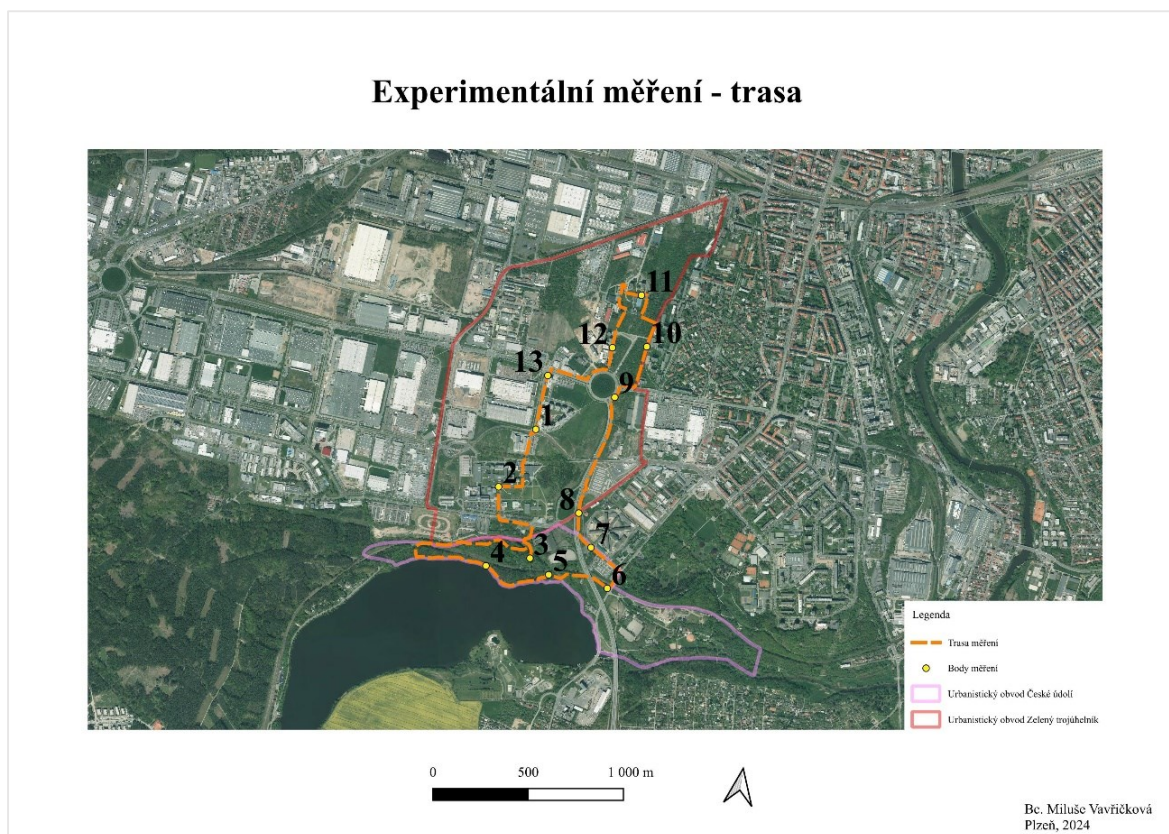 Experimentální měření - trasa
11
12
10
13
9
1
2
8
7
3
4
5
6
Legenda
Trasa měření
Body měření
Urbanistický obvod České údolí
Urbanistický obvod Zelený trojúhelník
0 500 1 000 m
Bc. Miluše Vavřičková
Plzeň, 2024